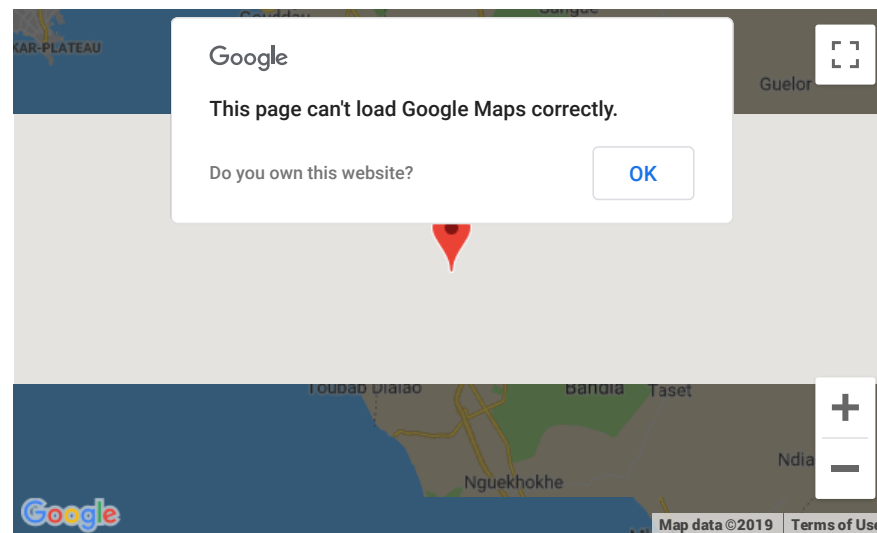 KAR-PLATEAU
Google
Guelor
This page can't load Google Maps correctly.
Do you own this website?
OK
Toubab Dialao
Bandia
Taset
Ndia
Nguekhokhe
Google
Map data ©2019
Terms of Use